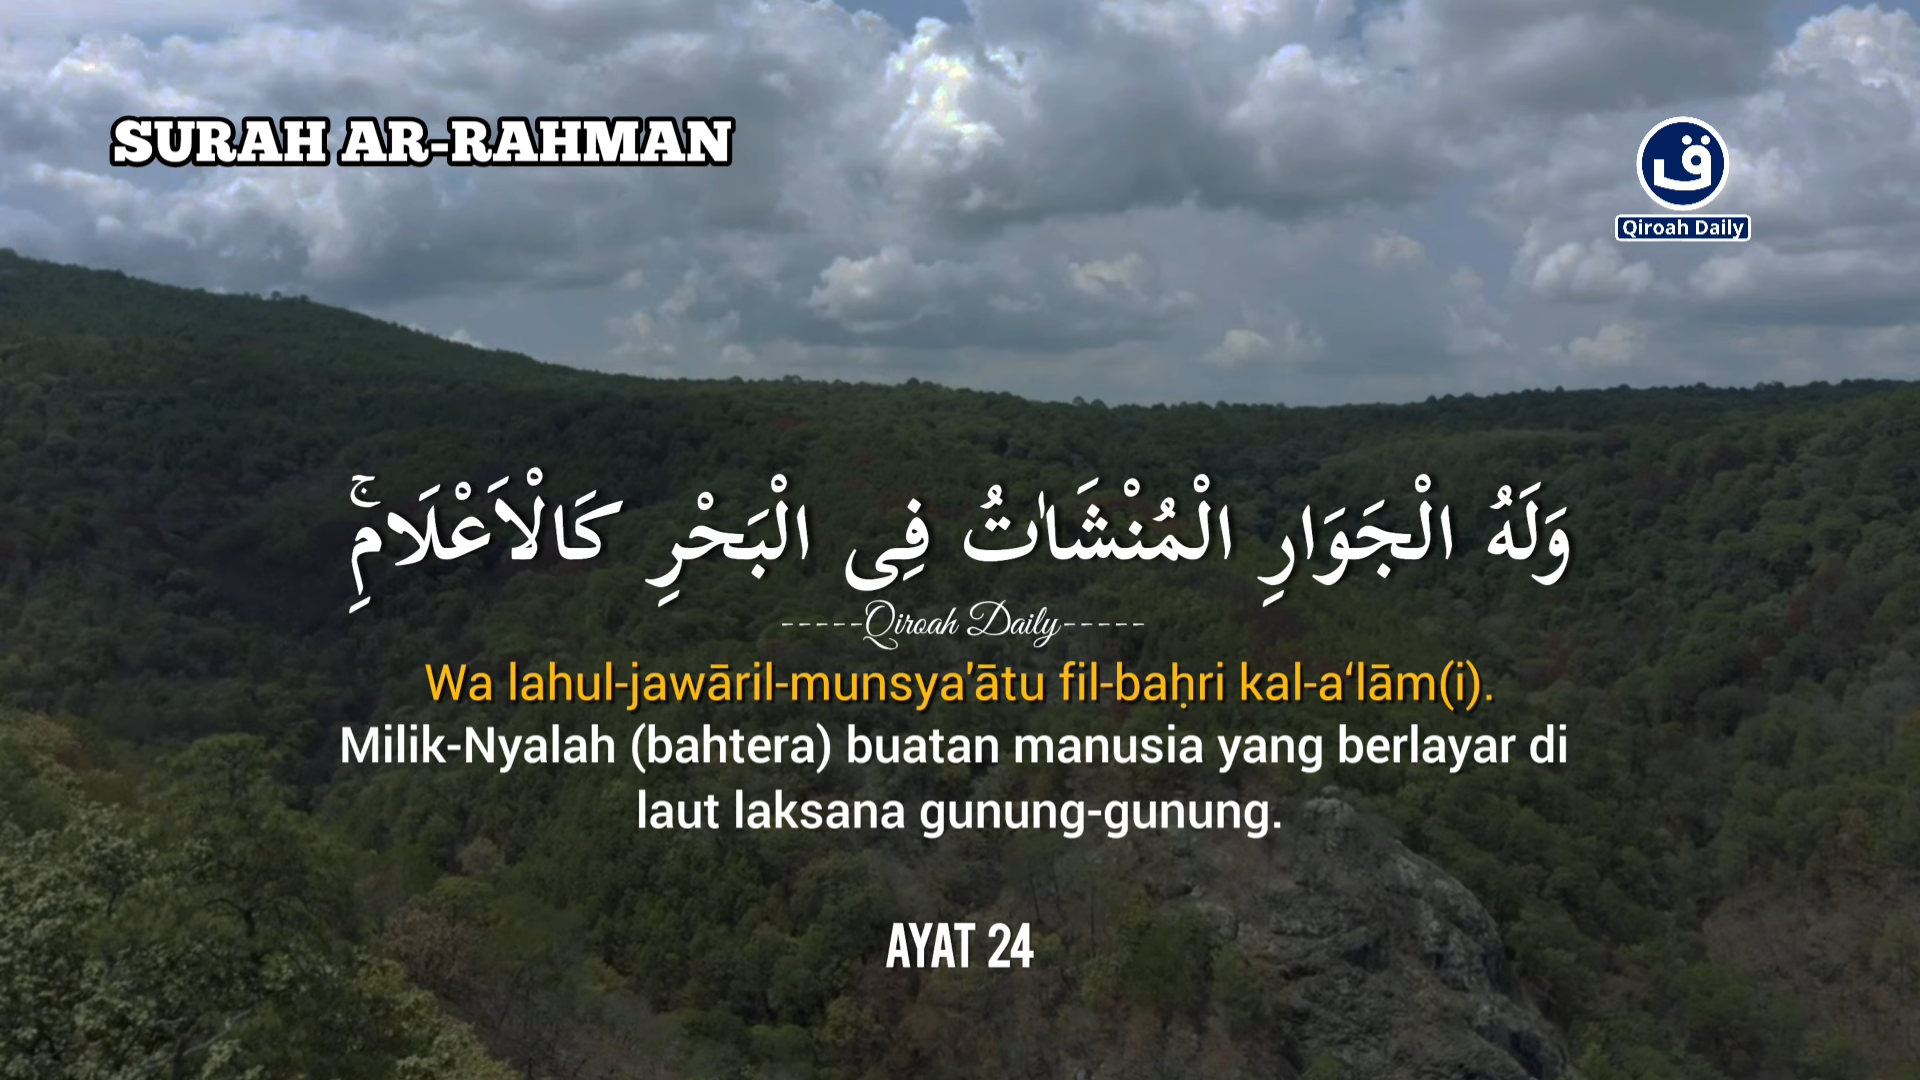 SURAH AR-RAHMAN
ق
Qiroah Daily
وَلَهُ الْجَوَارِ الْمُنْشَاٰتُ فِى الْبَحْرِ كَالْاَعْلَامِۚ
-----Qiroah Daily-----
Wa lahul-jawāril-munsya'ātu fil-baḥri kal-a‘lām(i).
Milik-Nyalah (bahtera) buatan manusia yang berlayar di
laut laksana gunung-gunung.
AYAT 24